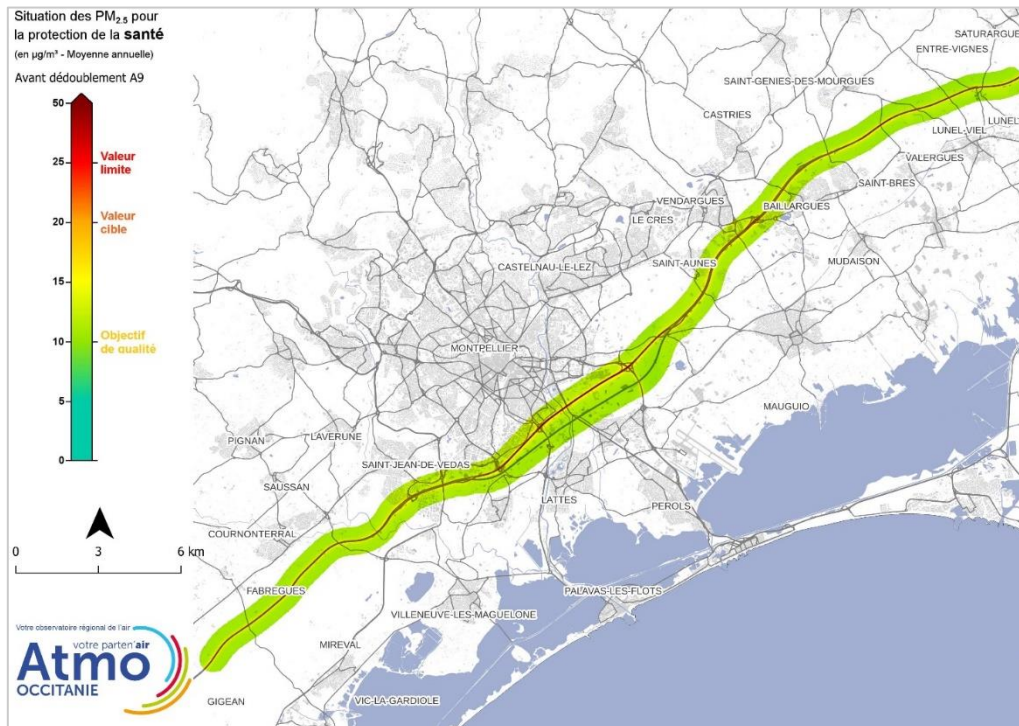 Situation des PM2.5 pour
la protection de la santé
(en µg/m³ - Moyenne annuelle)
Avant dédoublement A9
50
25
Valeur
limite
20
Valeur
cible
15
10
Objectif
de qualité
5
0
0 3 6 km
SATURARGUE
ENTRE-VIGNES
SAINT-GENIES-DES-MOURGUES
CASTRIES
LUNEL
LUNEL-VIEL
VALERGUES
SAINT-BRES
VENDARGUES
BAILLARGUES
LE CRES
SAINT-AUNES
MUDAISON
CASTELNAU-LE-LEZ
MONTPELLIER
MAUGUIO
PIGNAN
LAVERUNE
SAINT-JEAN-DE-VEDAS
SAUSSAN
LATTES
PEROLS
COURNONTERRAL
FABREGUES
PALAVAS-LES-FLOTS
VILLENEUVE-LES-MAGUELONE
MIREVAL
GIGEAN
VIC-LA-GARDIOLE
Votre observatoire régional de l'air
votre parten'air
Atmo
OCCITANIE